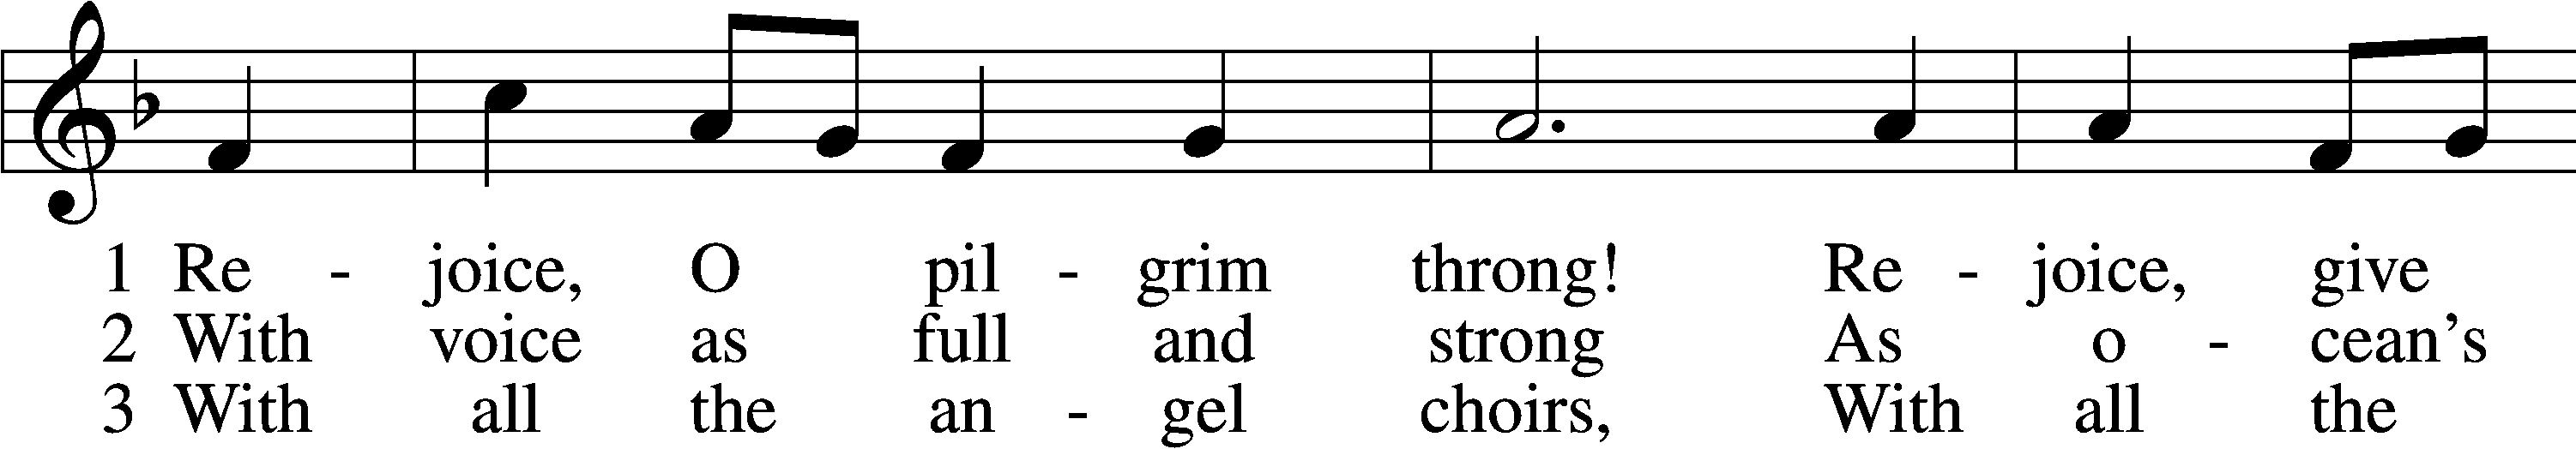 1 Re - joice, O pil - grim throng! Re - joice, give
2 With voice as full and strong As o - cean's
3 With all the an - gel choirs, With all the